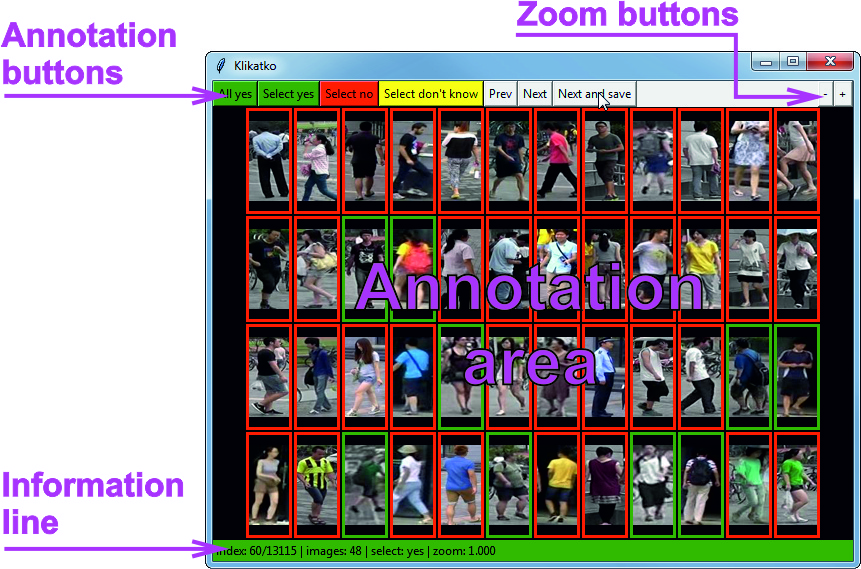 Zoom buttons
Annotation
buttons
Klikatko
All yes Select yes Select no Select don't know Prev Next Next and save - +
Annotation
area
Information
line
index: 60/13115 | images: 48 | select: yes | zoom: 1.000